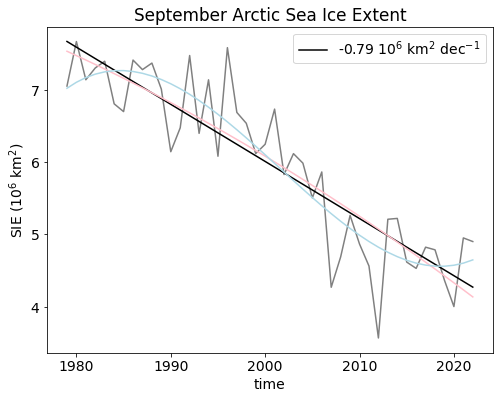 September Arctic Sea Ice Extent
-0.79 10⁶ km² dec⁻¹
SIE (10⁶ km²)
7
6
5
4
1980 1990 2000 2010 2020
time